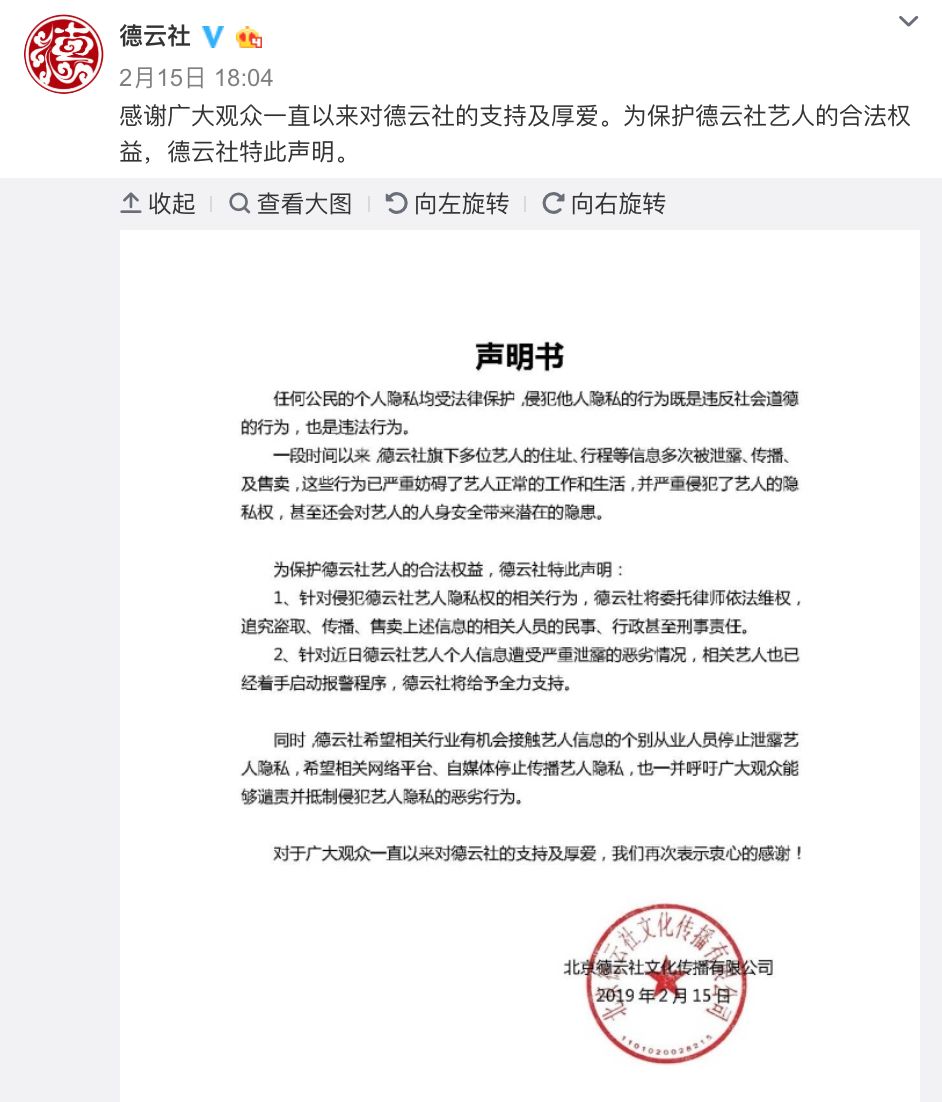 德云社
2月15日 18:04
感谢广大观众一直以来对德云社的支持及厚爱。为保护德云社艺人的合法权
益，德云社特此声明。
收起 查看大图 向左旋转 向右旋转
声明书
任何公民的个人隐私均受法律保护，侵犯他人隐私的行为既是违反社会道德
的行为，也是违法行为。
一段时间以来，德云社旗下多位艺人的住址、行程等信息多次被泄露、传播、
及售卖，这些行为已严重妨碍了艺人正常的工作和生活，并严重侵犯了艺人的隐
私权，甚至还会对艺人的人身安全带来潜在的隐患。
为保护德云社艺人的合法权益，德云社特此声明：
1、针对侵犯德云社艺人隐私权的相关行为，德云社将委托律师依法维权，
追究盗取、传播、售卖上述信息的相关人员的民事、行政甚至刑事责任。
2、针对近日德云社艺人个人信息遭受严重泄露的恶劣情况，相关艺人也已
经着手启动报警程序，德云社将给予全力支持。
同时，德云社希望相关行业有机会接触艺人信息的个别从业人员停止泄露艺
人隐私，希望相关网络平台、自媒体停止传播艺人隐私，也一并呼吁广大观众能
够谴责并抵制侵犯艺人隐私的恶劣行为。
对于广大观众一直以来对德云社的支持及厚爱，我们再次表示衷心的感谢！
北京德云社文化传播有限公司
2019年2月15日
北京德云社文化传播有限公司
1101020028215